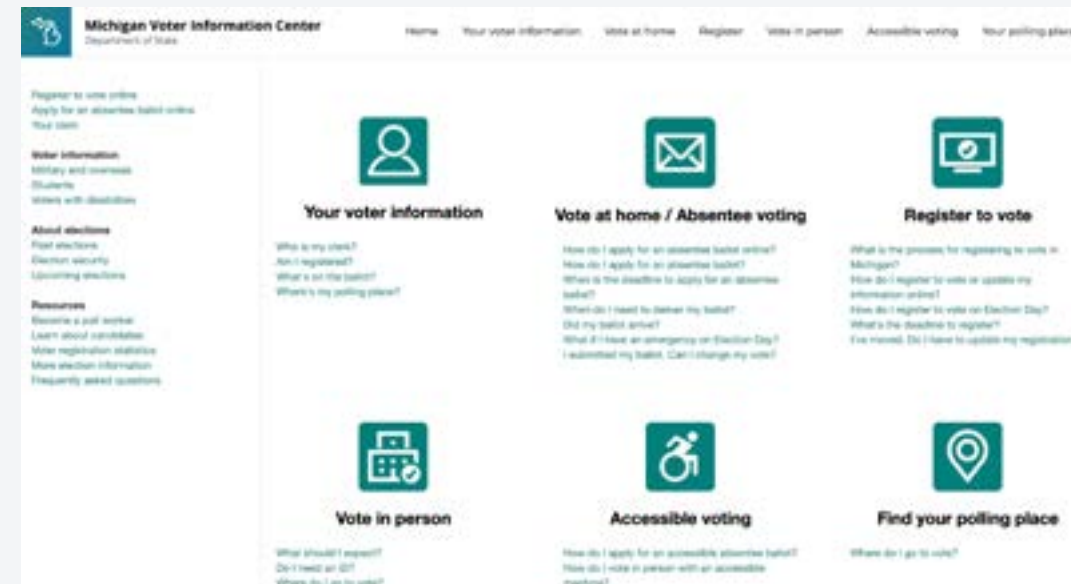 Michigan Voter Information Center
Department of State
Home Your voter information Vote at home Register Vote in person Accessible voting Your polling place
Register to vote online
Apply for an absentee ballot online
Your clerk
Voter information
Military and overseas
Students
Voters with disabilities
About elections
Past elections
Election security
Upcoming elections
Resources
Become a poll worker
Learn about candidates
Voter registration statistics
More election information
Frequently asked questions
Your voter information
Who is my clerk?
Am I registered?
What's on the ballot?
Where's my polling place?
Vote at home / Absentee voting
How do I apply for an absentee ballot online?
How do I apply for an absentee ballot?
When is the deadline to apply for an absentee
ballot?
When do I need to deliver my ballot?
Did my ballot arrive?
What if I have an emergency on Election Day?
I submitted my ballot. Can I change my vote?
Register to vote
What is the process for registering to vote in
Michigan?
How do I register to vote or update my
information online?
How do I register to vote on Election Day?
What's the deadline to register?
I've moved. Do I have to update my registration
Vote in person
What should I expect?
Do I need an ID?
Where do I go to vote?
Accessible voting
How do I apply for an accessible absentee ballot?
How do I vote in person with an accessible
machine?
Find your polling place
Where do I go to vote?